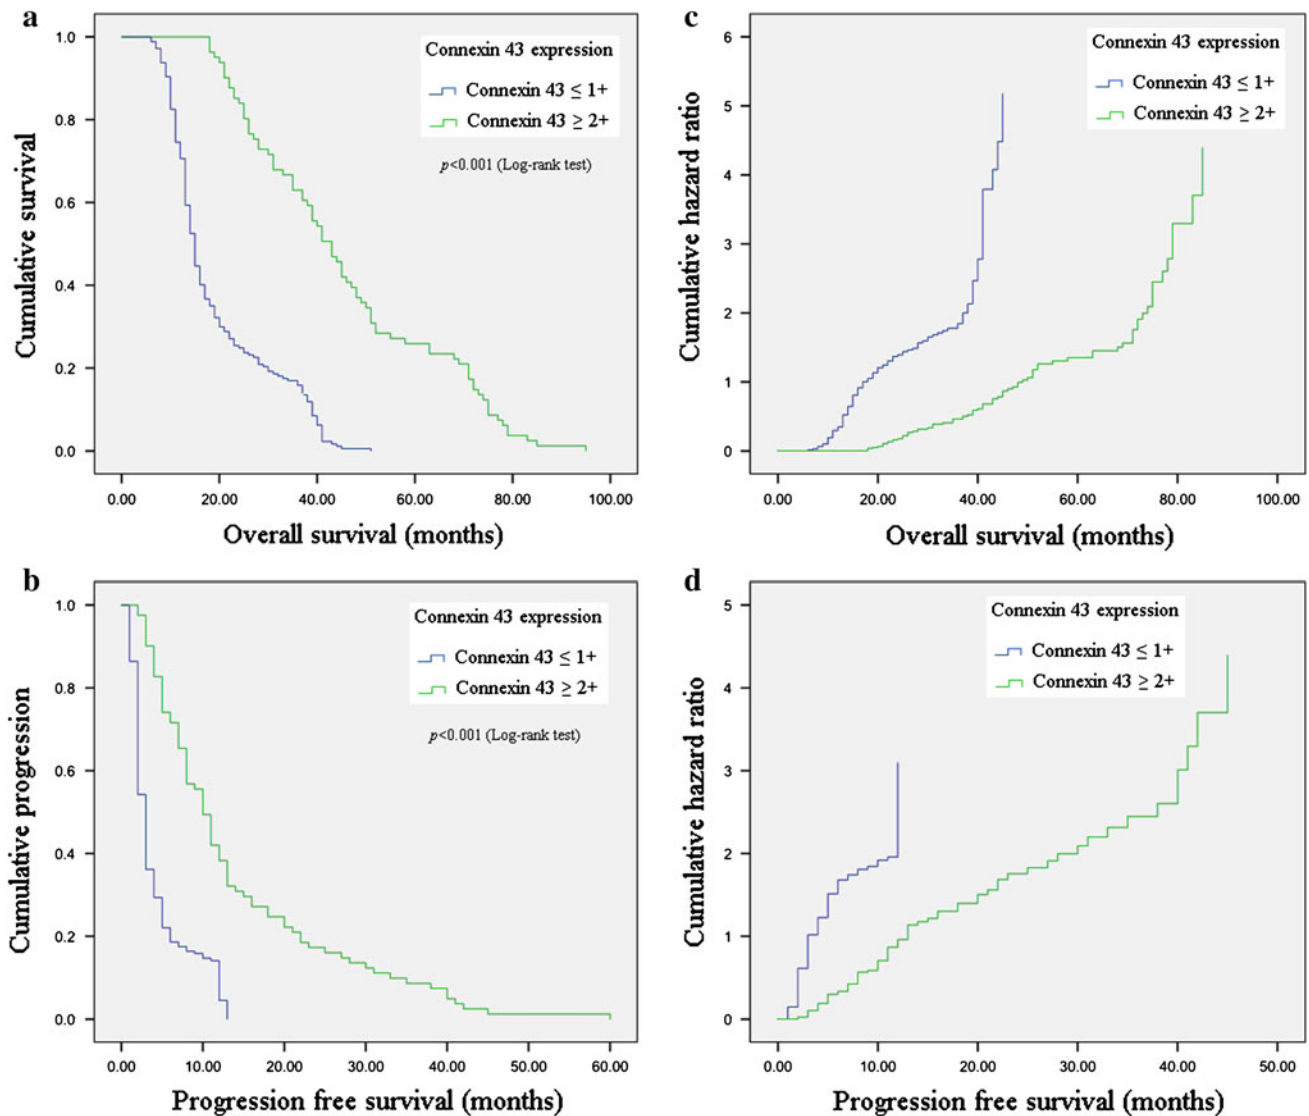 a
Cumulative survival
1.0
0.8
0.6
0.4
0.2
0.0
Connexin 43 expression
Connexin 43 ≤ 1+
Connexin 43 ≥ 2+
p<0.001 (Log-rank test)
0.00 20.00 40.00 60.00 80.00 100.00
Overall survival (months)
c
Cumulative hazard ratio
6
5
4
3
2
1
0
Connexin 43 expression
Connexin 43 ≤ 1+
Connexin 43 ≥ 2+
0.00 20.00 40.00 60.00 80.00 100.00
Overall survival (months)
b
Cumulative progression
1.0
0.8
0.6
0.4
0.2
0.0
Connexin 43 expression
Connexin 43 ≤ 1+
Connexin 43 ≥ 2+
p<0.001 (Log-rank test)
0.00 10.00 20.00 30.00 40.00 50.00 60.00
Progression free survival (months)
d
Cumulative hazard ratio
5
4
3
2
1
0
Connexin 43 expression
Connexin 43 ≤ 1+
Connexin 43 ≥ 2+
0.00 10.00 20.00 30.00 40.00 50.00
Progression free survival (months)